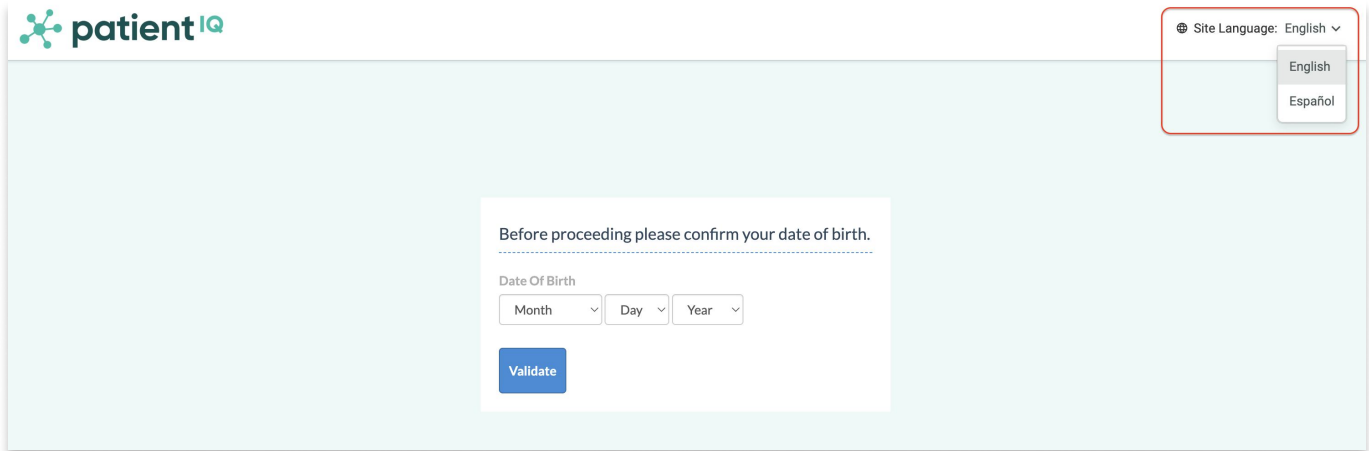 patient IQ
Site Language: English
English
Español
Before proceeding please confirm your date of birth.
Date Of Birth
Month Day Year
Validate